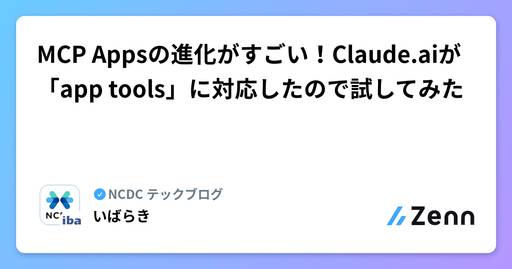 MCP Appsの進化がすごい！Claude.aiが
「app tools」に対応したので試してみた
NCDC テックブログ
iba
いばらき
Zenn